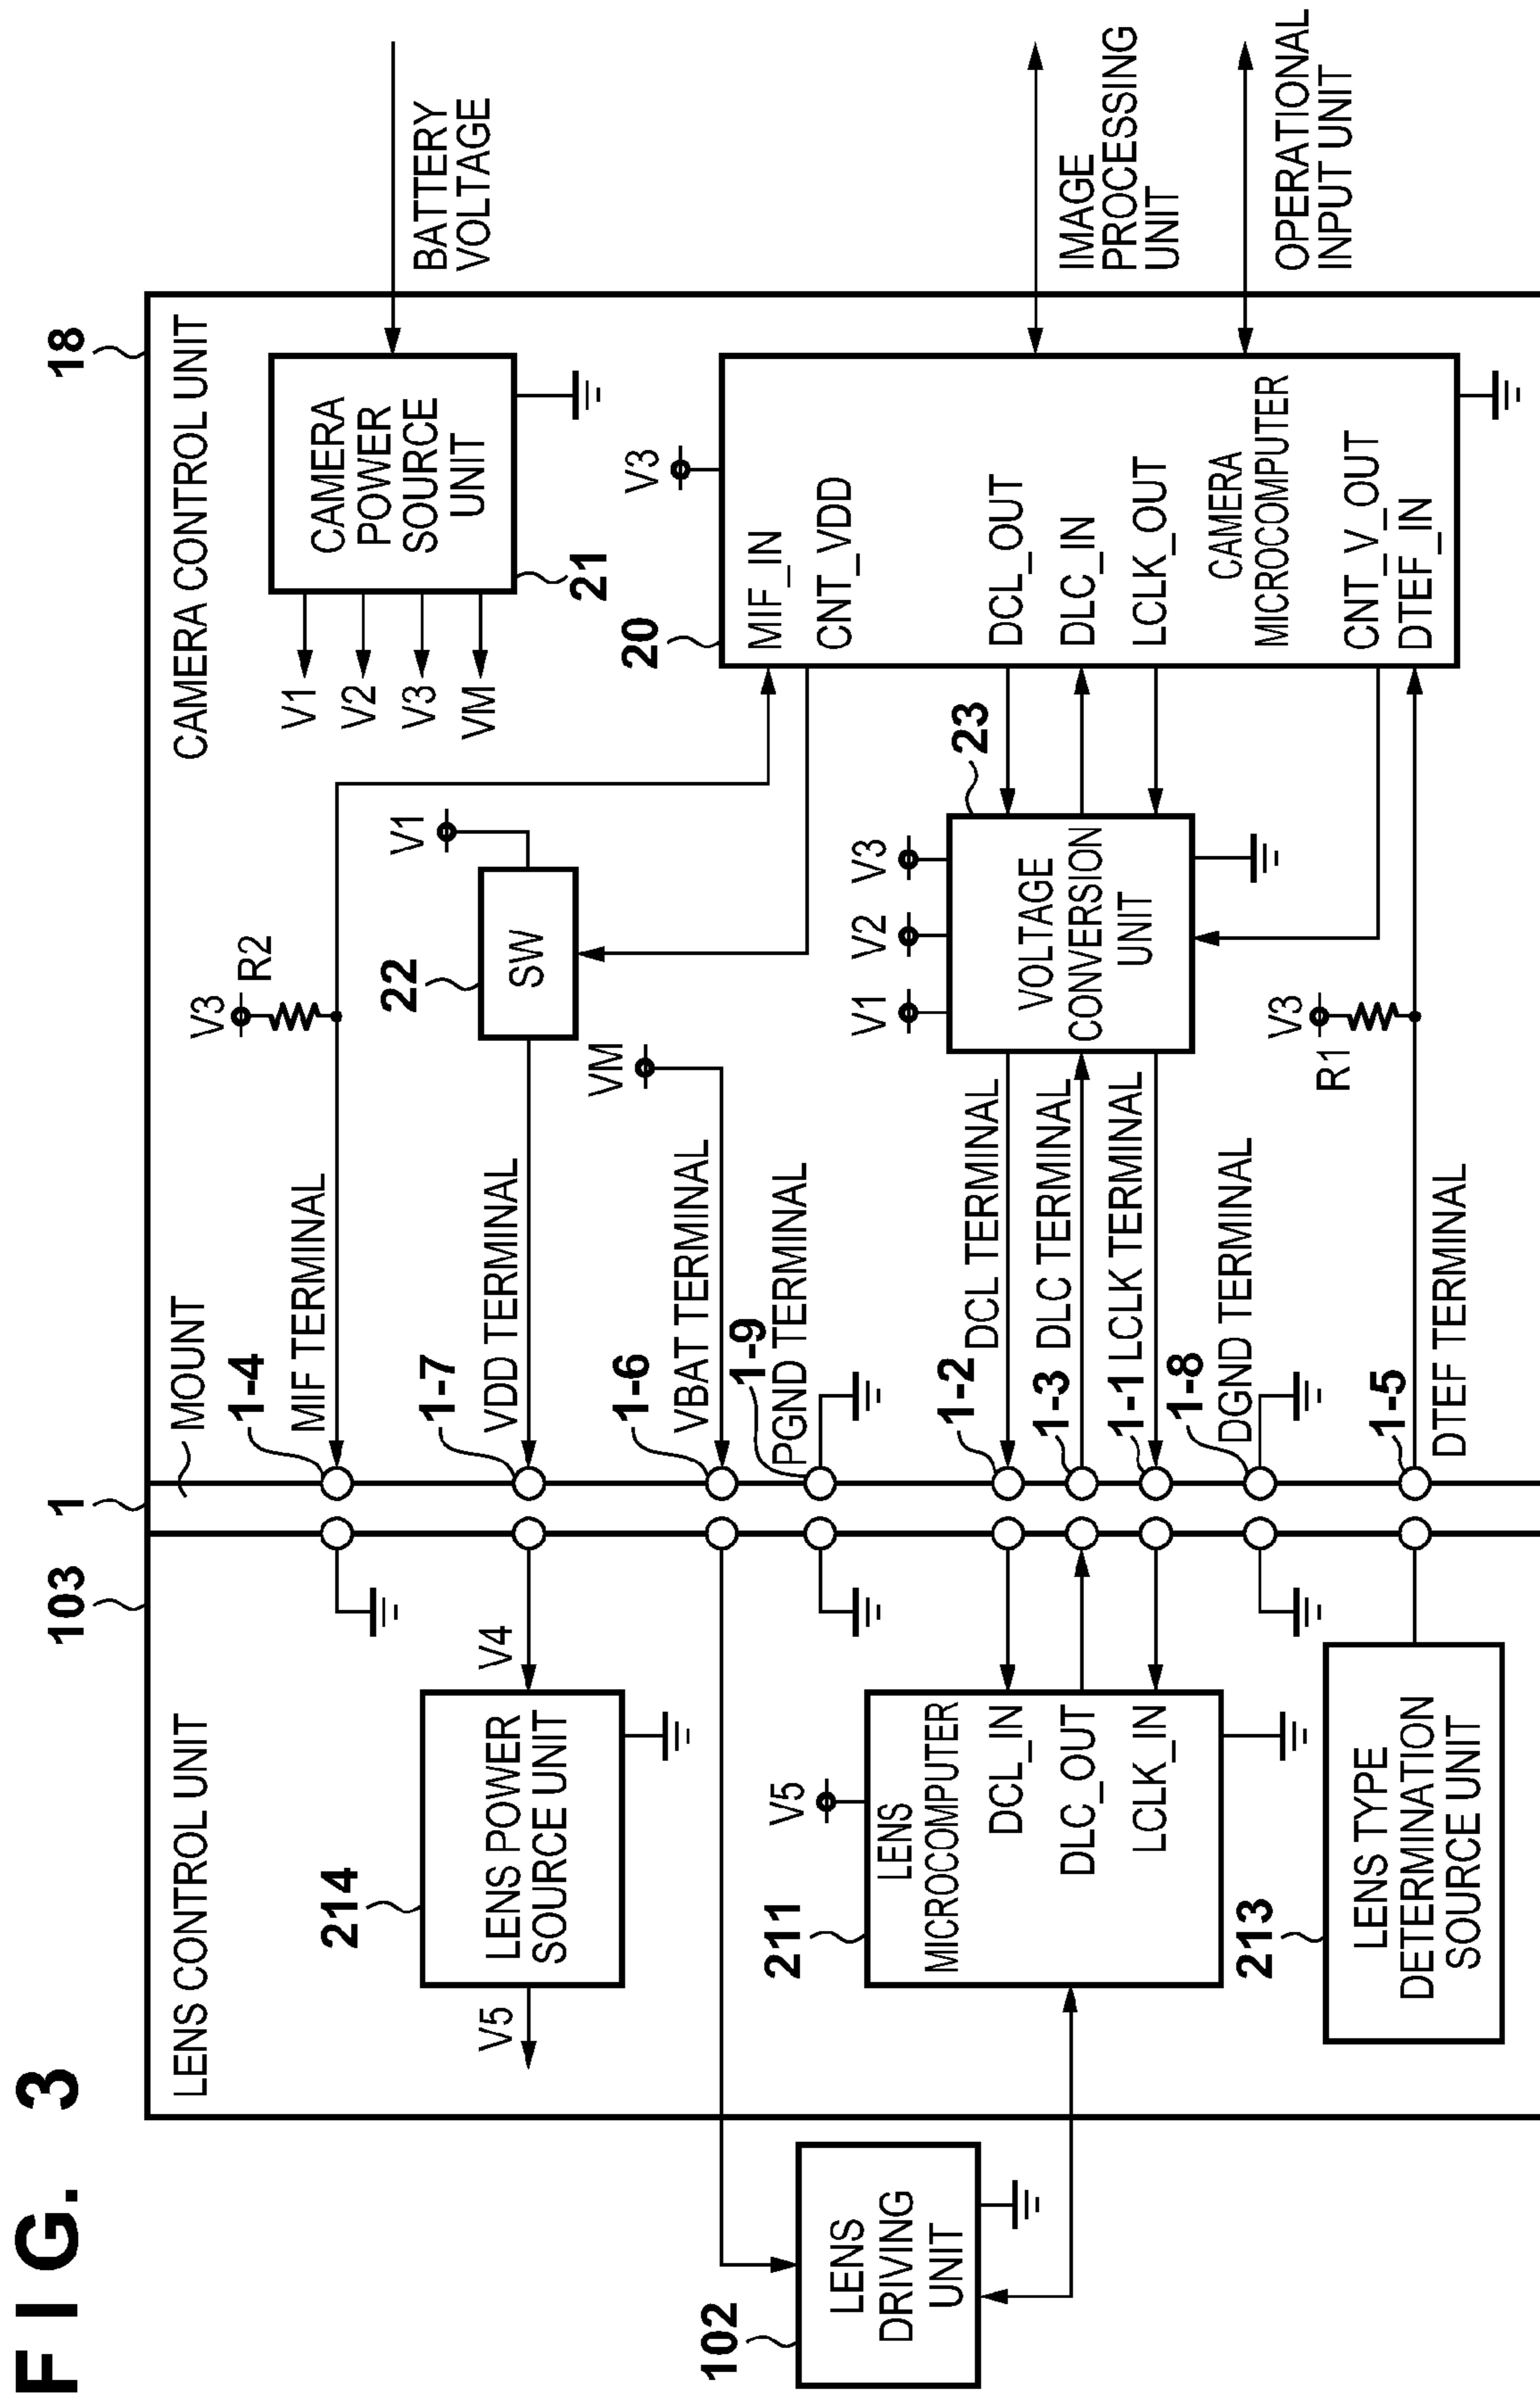 FIG. 3
103
1
18
LENS CONTROL UNIT
MOUNT
CAMERA CONTROL UNIT
1-4
MIF TERMINAL
V3
R2
V1
V2
V3
VM
CAMERA
POWER
SOURCE
UNIT
21
BATTERY
VOLTAGE
214
V5
LENS POWER
SOURCE UNIT
V4
1-7
VDD TERMINAL
22
SW
V1
1-6
VBAT TERMINAL
VM
20
V3
102
LENS
DRIVING
UNIT
1-9
PGND TERMINAL
MIF_IN
CNT_VDD
211
V5
LENS
MICROCOMPUTER
DCL_IN
DLC_OUT
LCLK_IN
1-2
DCL TERMINAL
1-3
DLC TERMINAL
1-1
LCLK TERMINAL
V1
V2
V3
23
VOLTAGE
CONVERSION
UNIT
DCL_OUT
DLC_IN
LCLK_OUT
CAMERA
MICROCOMPUTER
IMAGE
PROCESSING
UNIT
1-8
DGND TERMINAL
OPERATIONAL
INPUT UNIT
213
LENS TYPE
DETERMINATION
SOURCE UNIT
1-5
DTEF TERMINAL
V3
R1
CNT_V_OUT
DTEF_IN